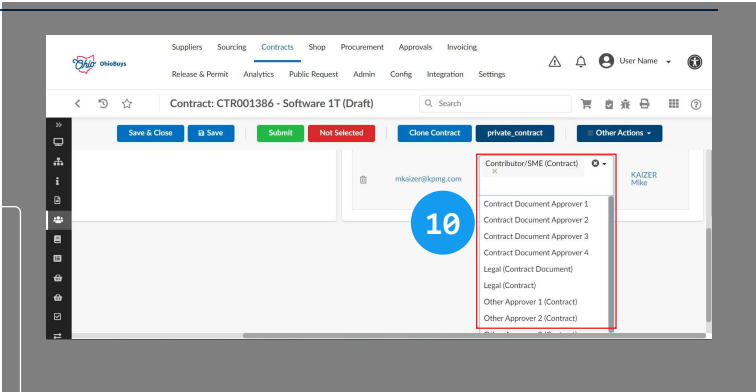 Suppliers Sourcing Contracts Shop Procurement Approvals Invoicing
Ohio OhioBuys
User Name
Release & Permit Analytics Public Request Admin Config Integration Settings
Contract: CTR001386 - Software 1T (Draft)
Search
Save & Close Save Submit Not Selected Clone Contract private_contract Other Actions
Contributor/SME (Contract)
mkaizer@kpmg.com
KAIZER
Mike
10
Contract Document Approver 1
Contract Document Approver 2
Contract Document Approver 3
Contract Document Approver 4
Legal (Contract Document)
Legal (Contract)
Other Approver 1 (Contract)
Other Approver 2 (Contract)